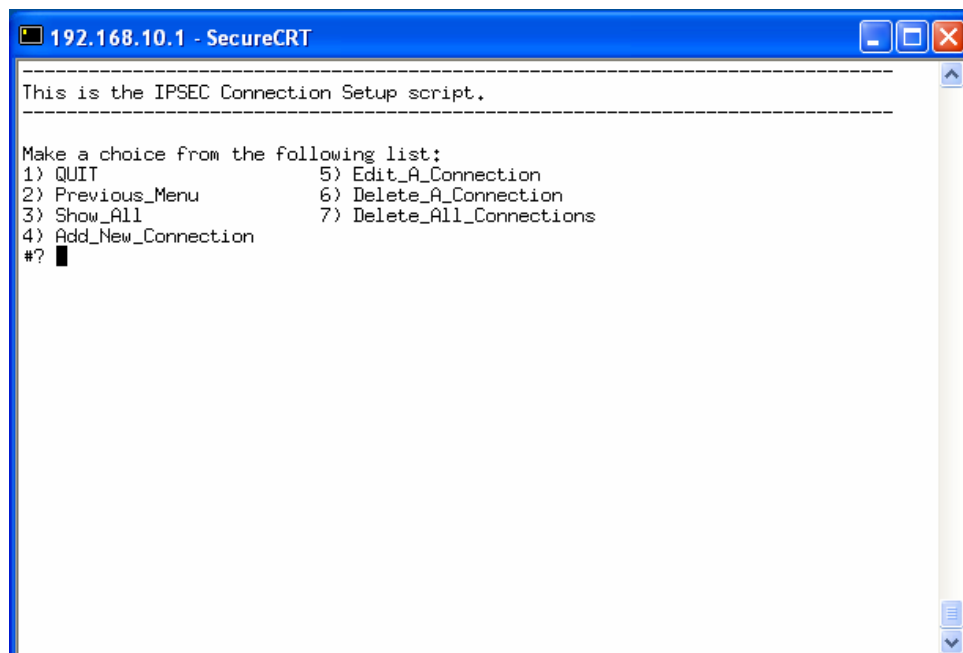 192.168.10.1 - SecureCRT
--------------------------------------------------------------------------------
This is the IPSEC Connection Setup script.
--------------------------------------------------------------------------------
Make a choice from the following list:
1) QUIT 5) Edit_A_Connection
2) Previous_Menu 6) Delete_A_Connection
3) Show_All 7) Delete_All_Connections
4) Add_New_Connection
#?